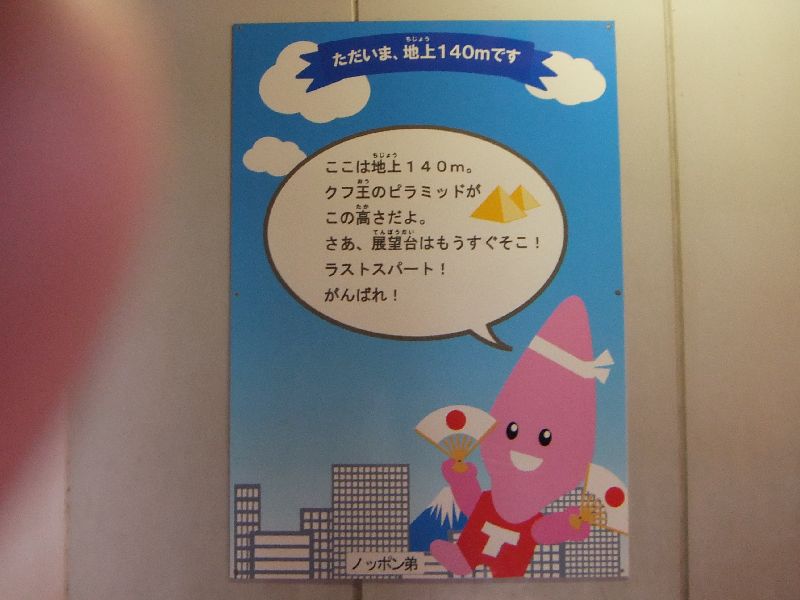 ただいま、地上140mです
ここは地上140m。
クフ王のピラミッドが
この高さだよ。
さあ、展望台はもうすぐそこ!
ラストスパート!
がんばれ!
T
ノッポン弟